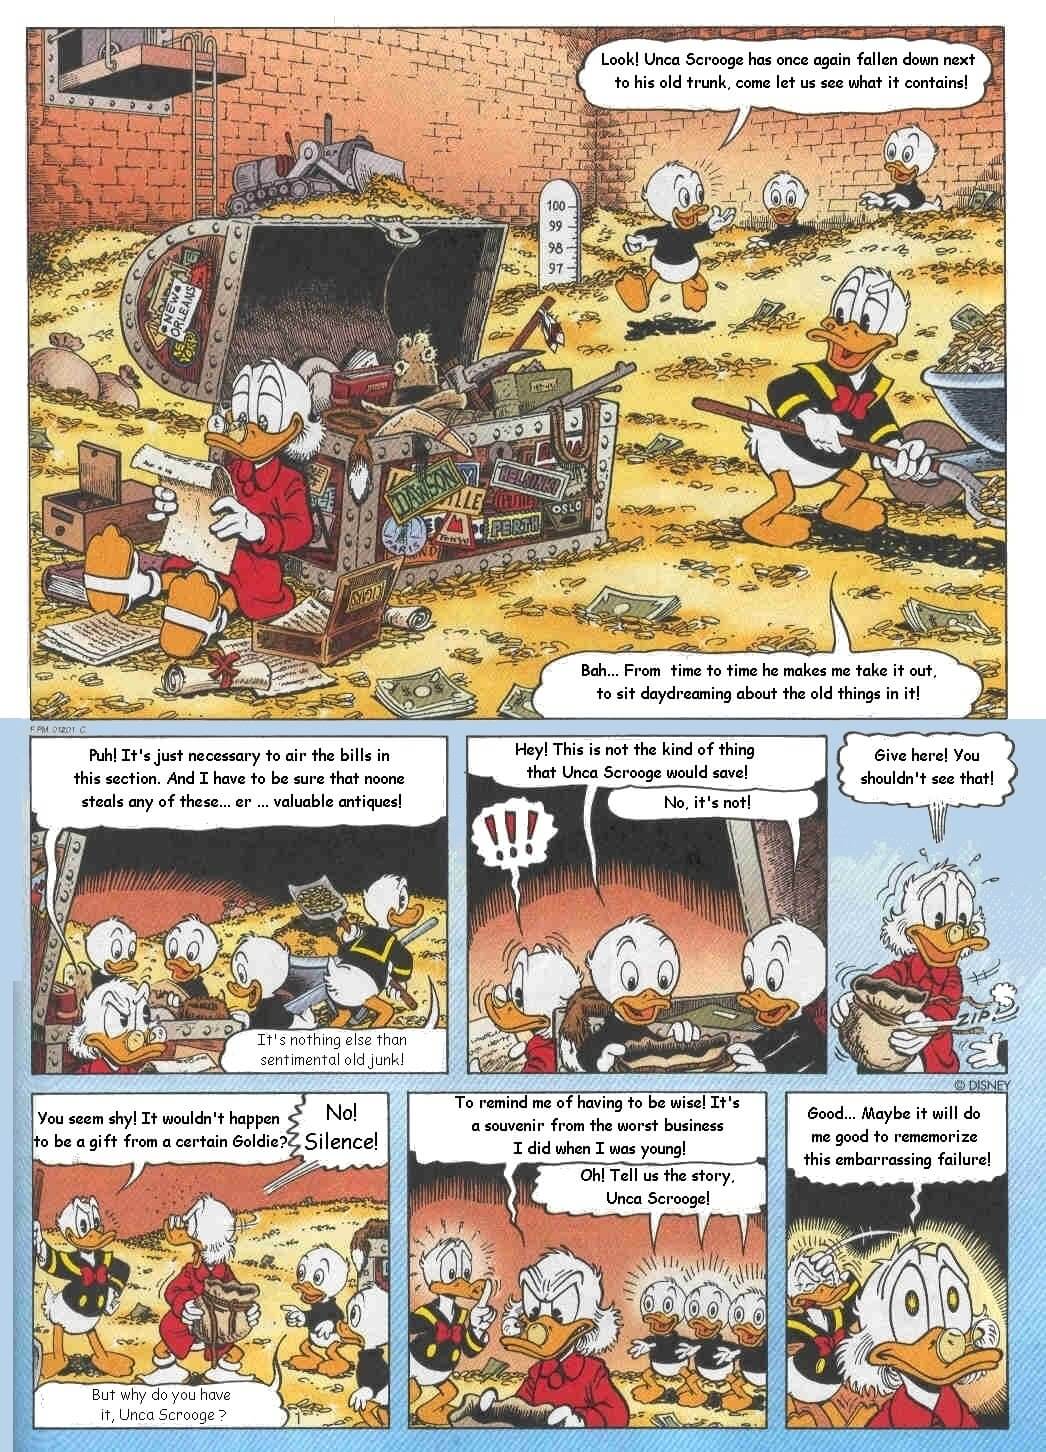 Look! Unca Scrooge has once again fallen down next
to his old trunk, come let us see what it contains!
100
99
98
97
NEW
ORLEANS
DAWSON
VILLE
HELSINKI
OSLO
PERTH
PARIS
CIGARS
Bah... From time to time he makes me take it out,
to sit daydreaming about the old things in it!
Puh! It's just necessary to air the bills in
this section. And I have to be sure that noone
steals any of these... er ... valuable antiques!
It's nothing else than
sentimental old junk!
Hey! This is not the kind of thing
that Unca Scrooge would save!
No, it's not!
!!!
Give here! You
shouldn't see that!
ZIP!
© DISNEY
You seem shy! It wouldn't happen
to be a gift from a certain Goldie?
No!
Silence!
But why do you have
it, Unca Scrooge ?
1
To remind me of having to be wise! It's
a souvenir from the worst business
I did when I was young!
Oh! Tell us the story,
Unca Scrooge!
Good... Maybe it will do
me good to rememorize
this embarrassing failure!